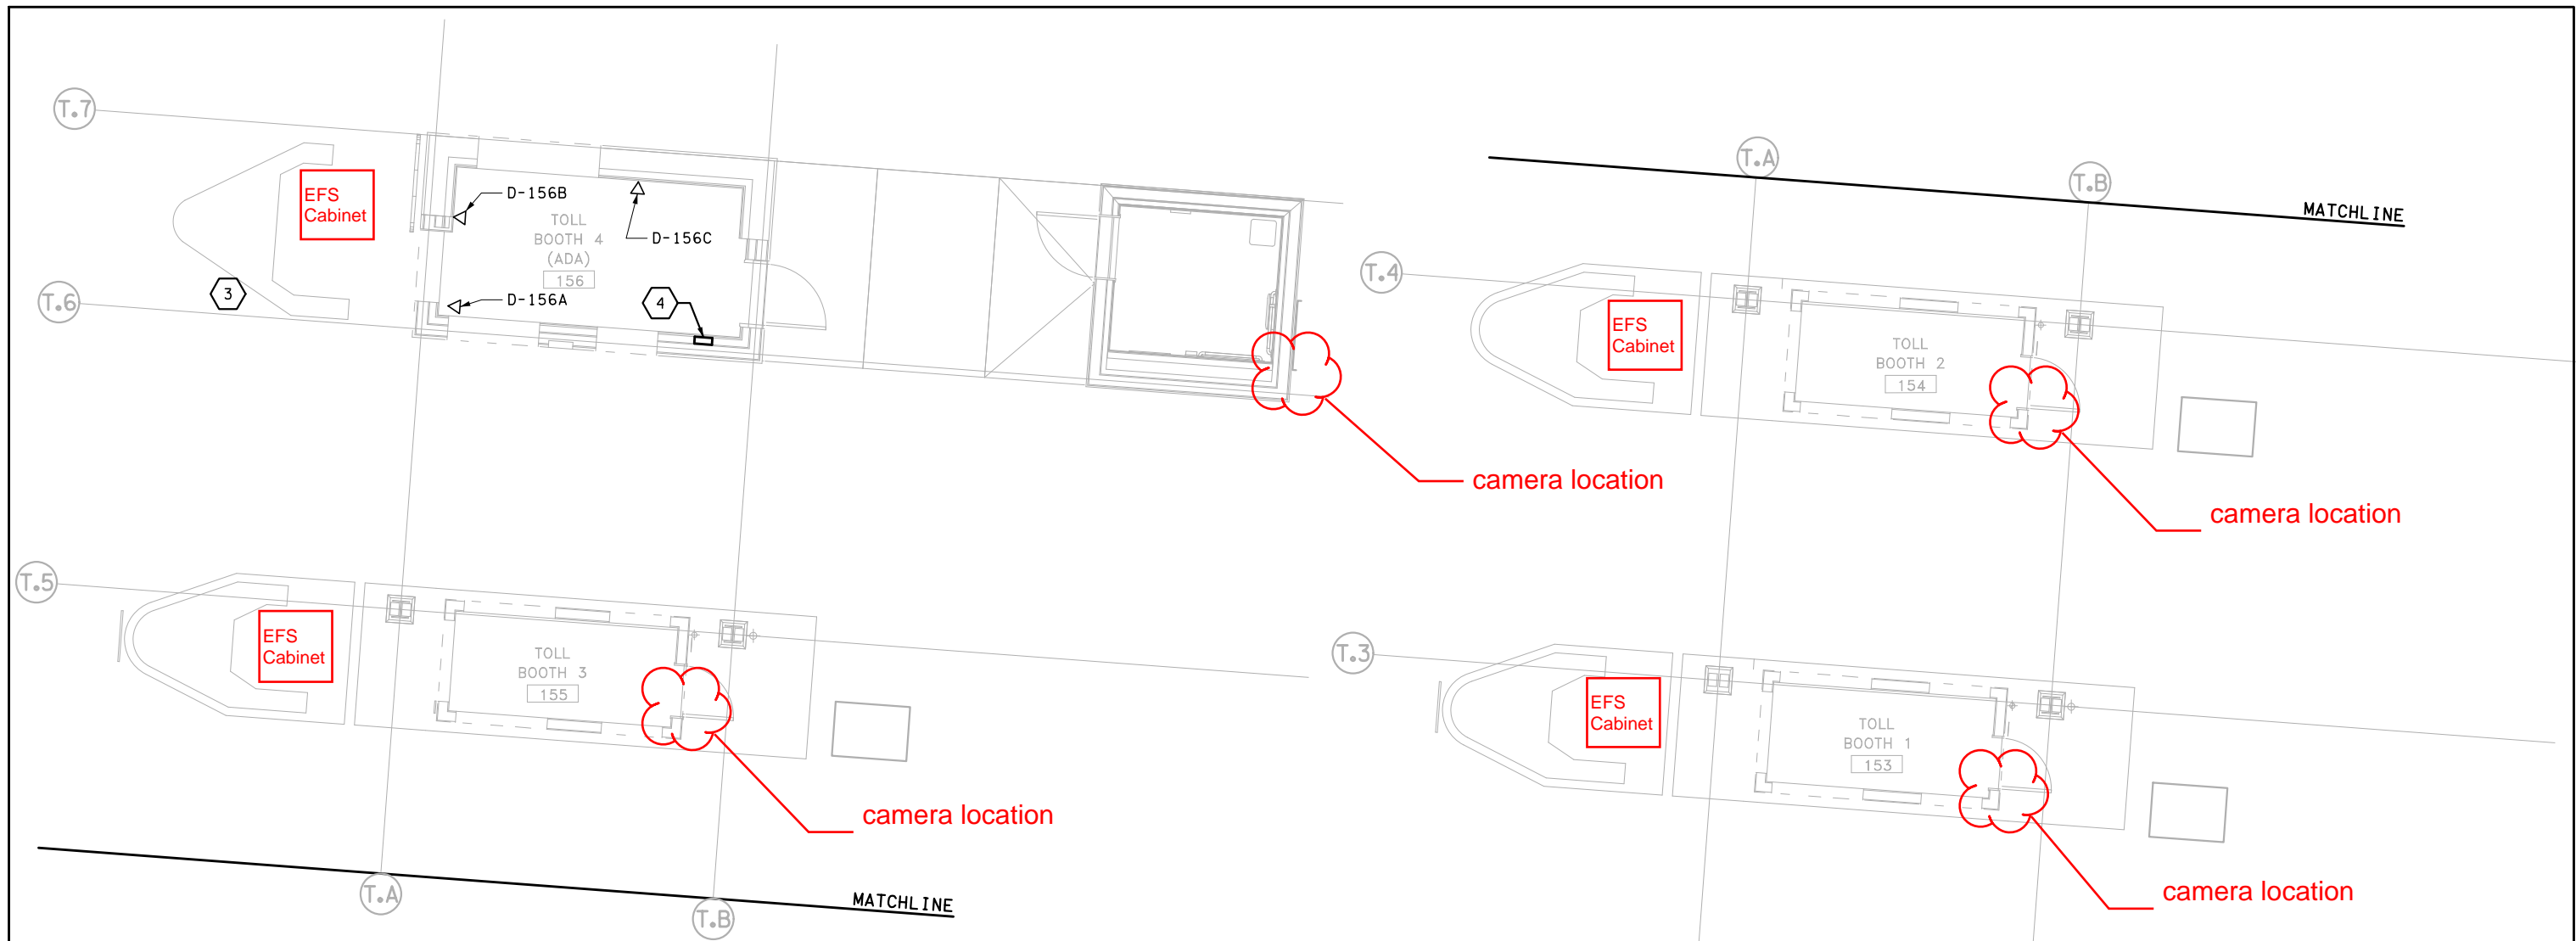 T.7
EFS
Cabinet
D-156B
TOLL
BOOTH 4
(ADA)
156
D-156C
D-156A
3
4
T.6
camera location
T.5
EFS
Cabinet
TOLL
BOOTH 3
155
camera location
MATCHLINE
T.A
T.B
T.A
T.B
MATCHLINE
T.4
EFS
Cabinet
TOLL
BOOTH 2
154
camera location
T.3
EFS
Cabinet
TOLL
BOOTH 1
153
camera location